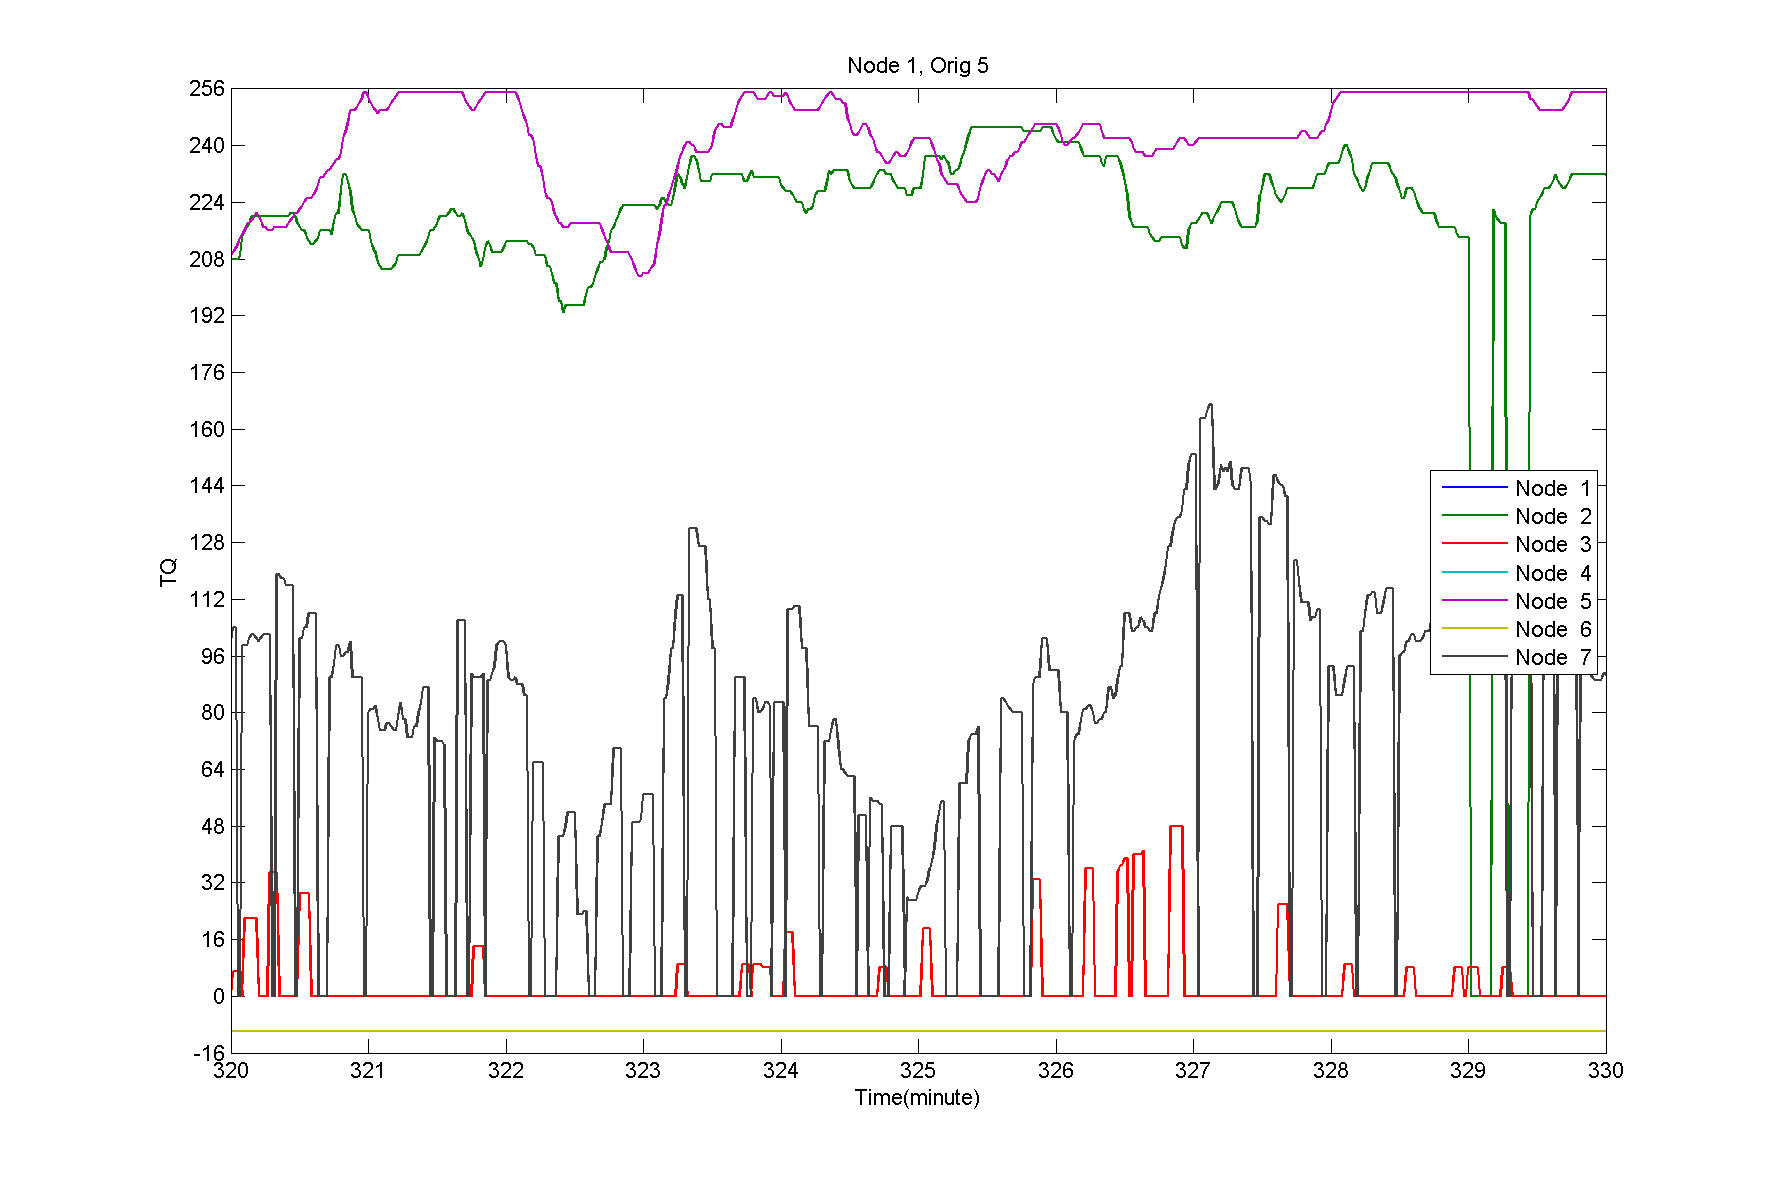 Node 1, Orig 5
256
240
224
208
192
176
160
144
128
112
96
80
64
48
32
16
0
-16
TQ
Node 1
Node 2
Node 3
Node 4
Node 5
Node 6
Node 7
320 321 322 323 324 325 326 327 328 329 330
Time(minute)